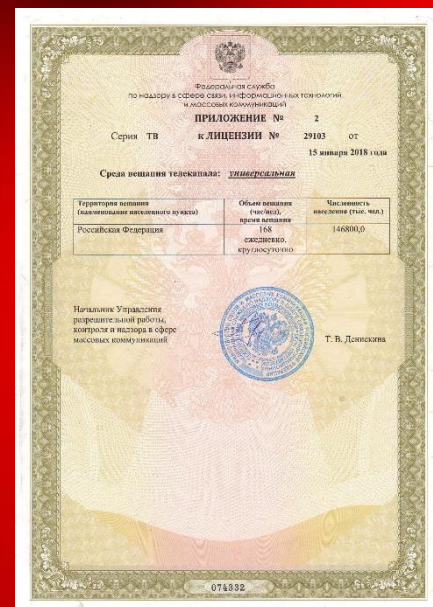 Федеральная служба
по надзору в сфере связи, информационных технологий
и массовых коммуникаций
ПРИЛОЖЕНИЕ № 2
Серия ТВ к ЛИЦЕНЗИИ № 29103 от
15 января 2018 года
Среда вещания телеканала: универсальная
Территория вещания (наименование населенного пункта)
Объем вещания (час/нед), время вещания
Численность населения (тыс. чел.)
Российская Федерация
168 ежедневно, круглосуточно
146800,0
Начальник Управления
разрешительной работы,
контроля и надзора в сфере
массовых коммуникаций
Т. В. Денискина
074332